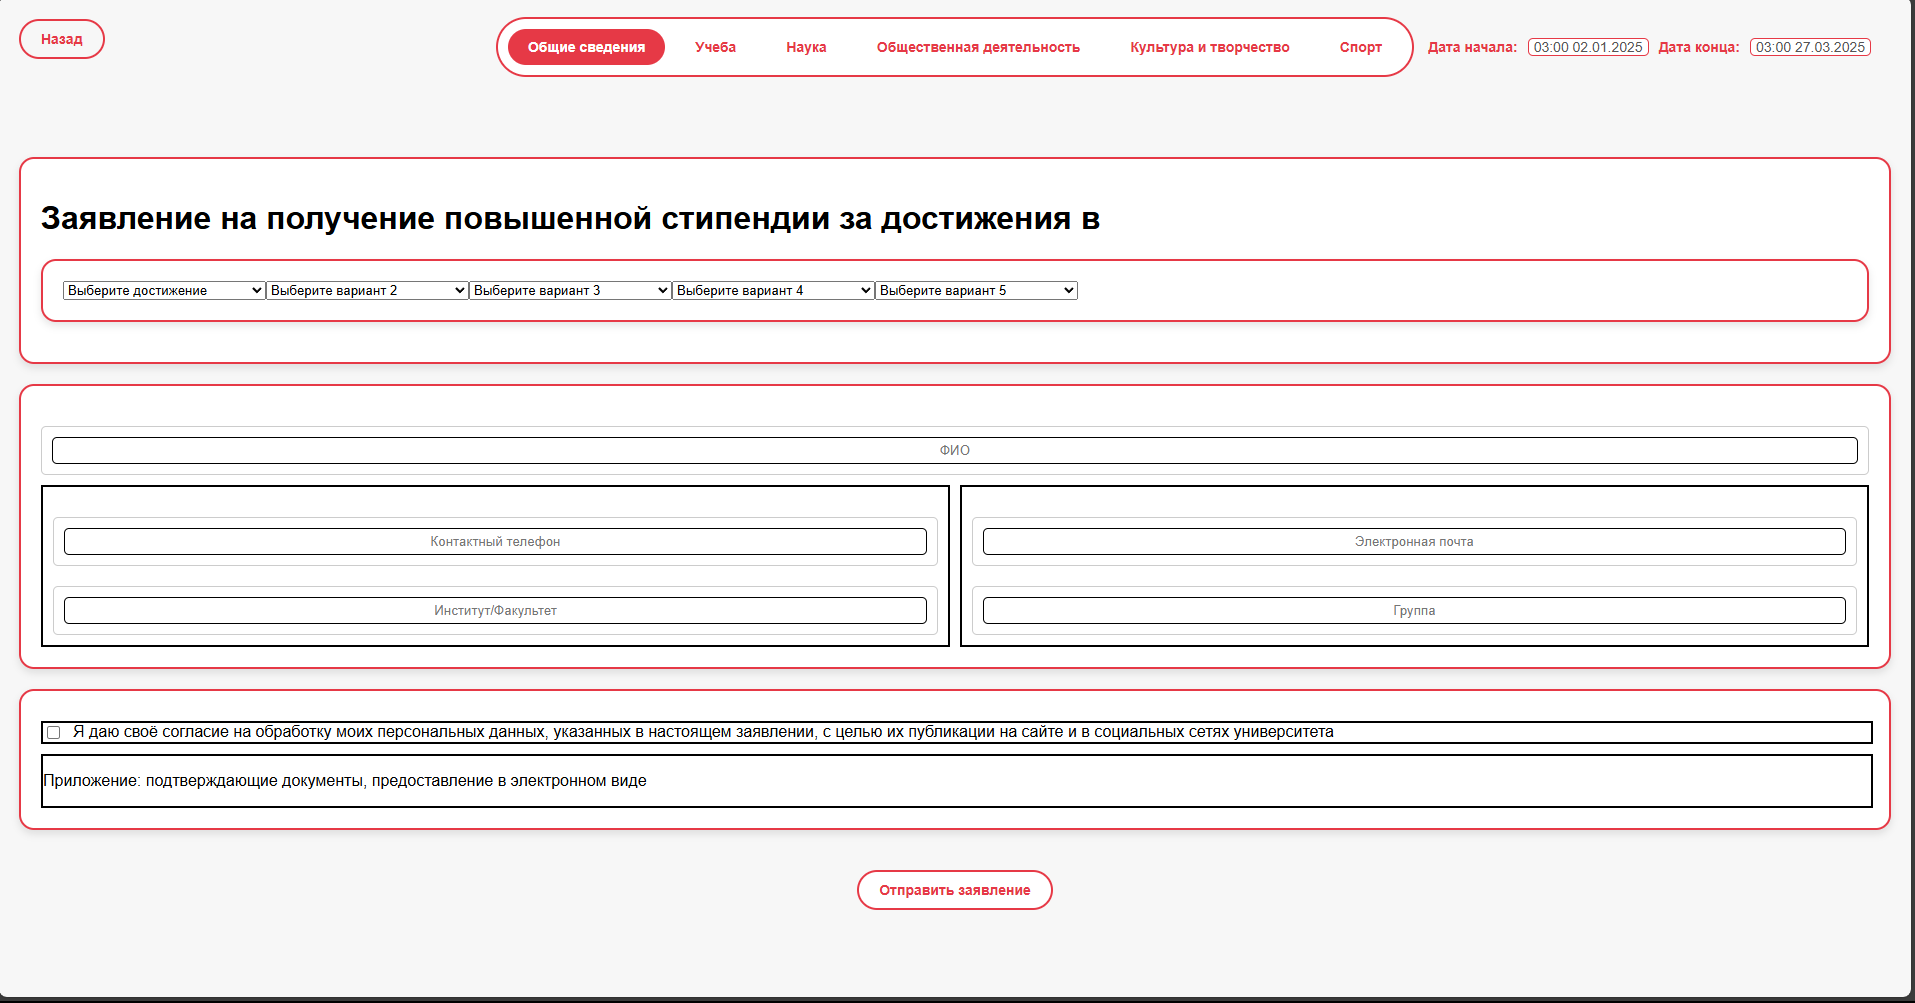 Назад
Общие сведения Учеба Наука Общественная деятельность Культура и творчество Спорт Дата начала: 03:00 02.01.2025 Дата конца: 03:00 27.03.2025
Заявление на получение повышенной стипендии за достижения в
Выберите достижение Выберите вариант 2 Выберите вариант 3 Выберите вариант 4 Выберите вариант 5
ФИО
Контактный телефон Электронная почта
Институт/Факультет Группа
Я даю своё согласие на обработку моих персональных данных, указанных в настоящем заявлении, с целью их публикации на сайте и в социальных сетях университета
Приложение: подтверждающие документы, предоставление в электронном виде
Отправить заявление